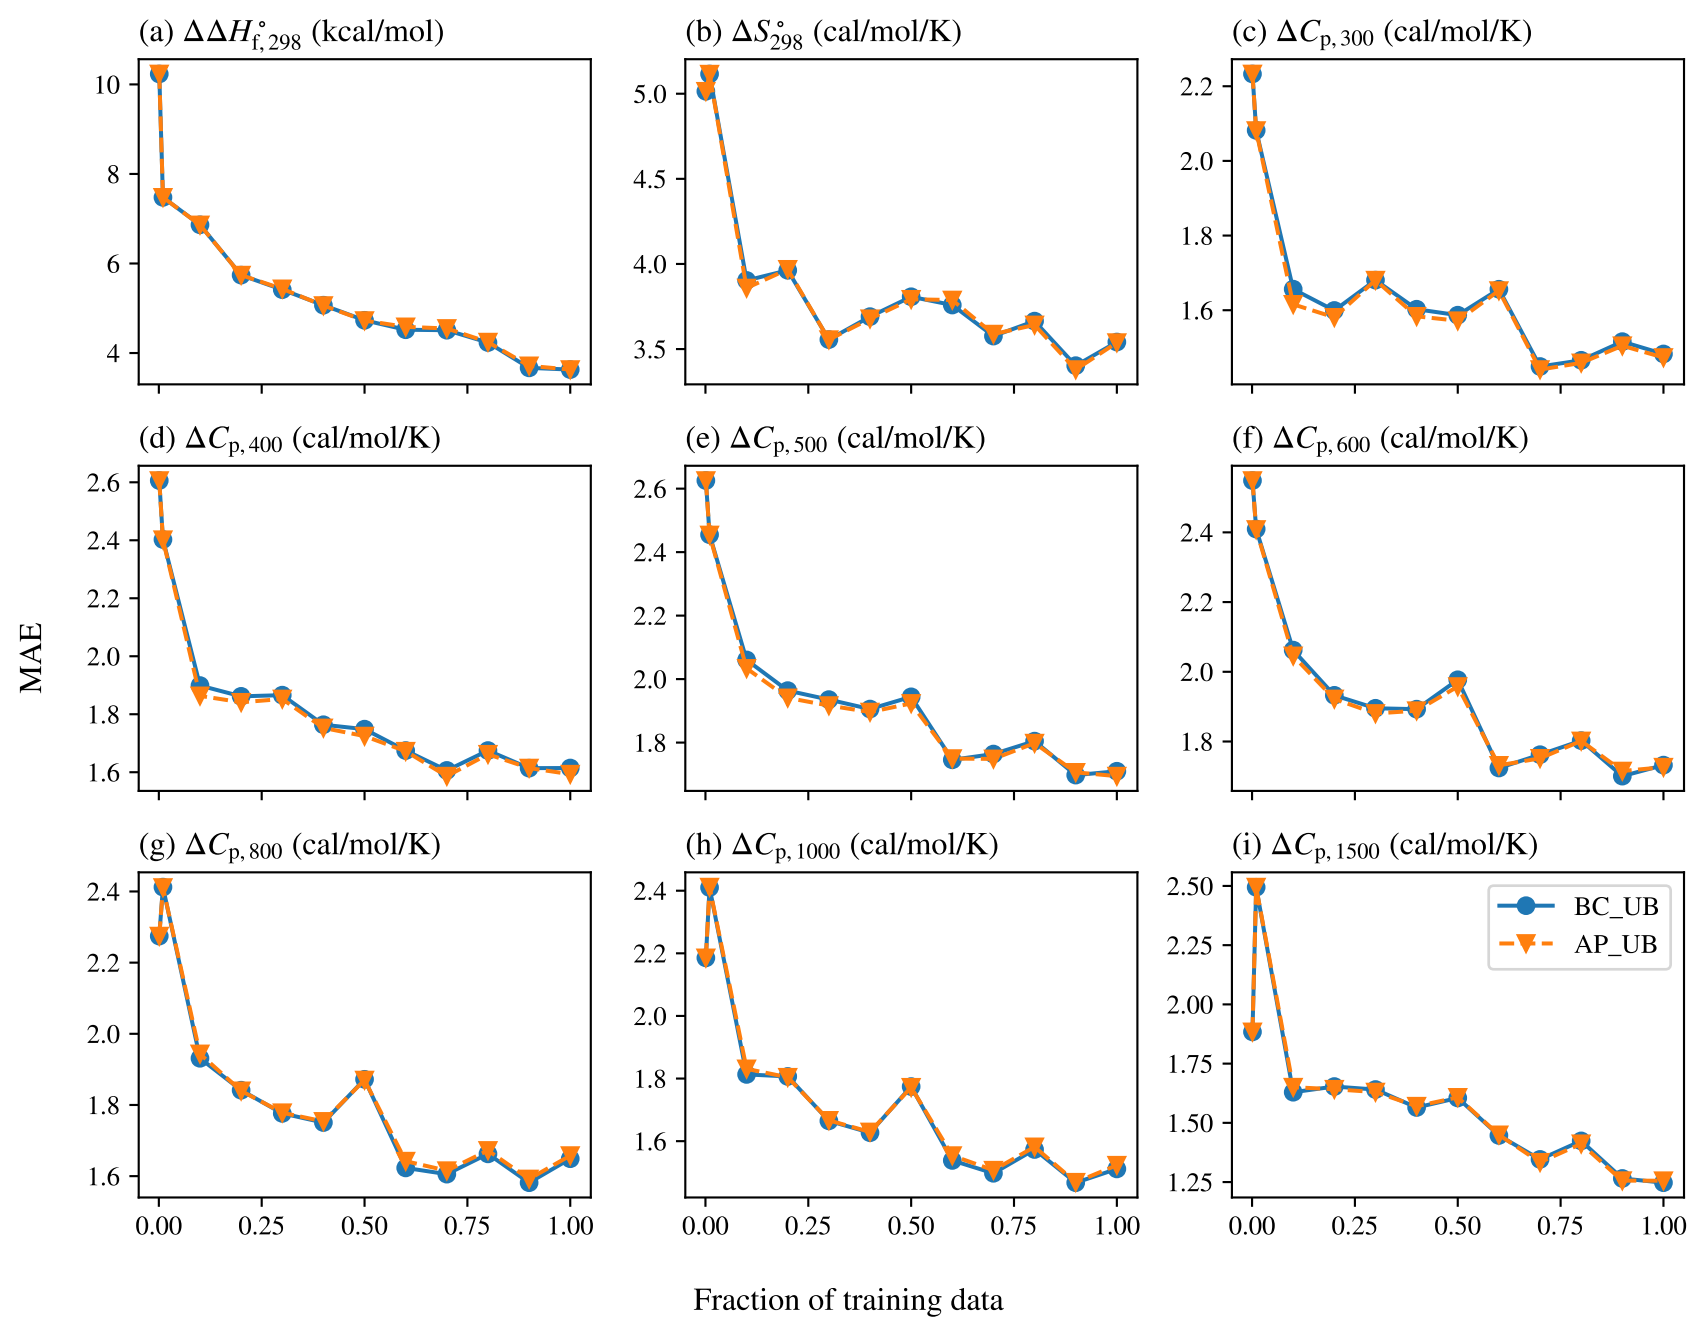 (a) ΔΔH°f,298 (kcal/mol)
10
8
6
4
(b) ΔS°298 (cal/mol/K)
5.0
4.5
4.0
3.5
(c) ΔCp,300 (cal/mol/K)
2.2
2.0
1.8
1.6
(d) ΔCp,400 (cal/mol/K)
2.6
2.4
2.2
2.0
1.8
1.6
(e) ΔCp,500 (cal/mol/K)
2.6
2.4
2.2
2.0
1.8
(f) ΔCp,600 (cal/mol/K)
2.4
2.2
2.0
1.8
MAE
(g) ΔCp,800 (cal/mol/K)
2.4
2.2
2.0
1.8
1.6
0.00 0.25 0.50 0.75 1.00
(h) ΔCp,1000 (cal/mol/K)
2.4
2.2
2.0
1.8
1.6
0.00 0.25 0.50 0.75 1.00
(i) ΔCp,1500 (cal/mol/K)
2.50
2.25
2.00
1.75
1.50
1.25
BC_UB
AP_UB
0.00 0.25 0.50 0.75 1.00
Fraction of training data